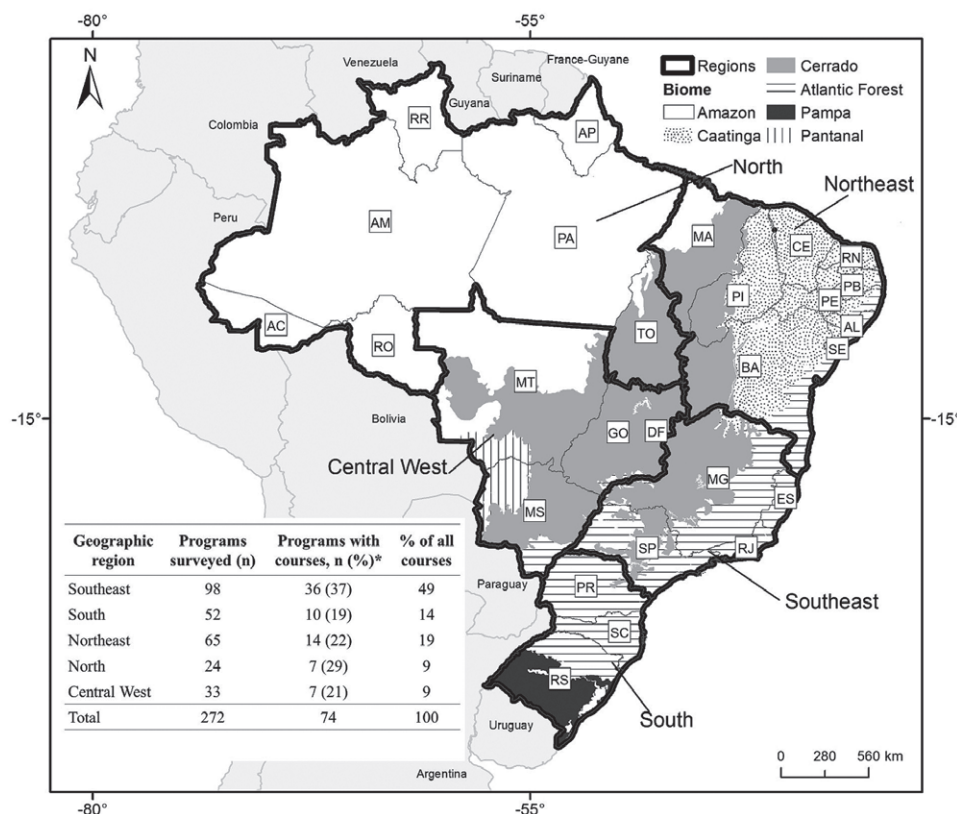 -80°
-55°
N
Venezuela
France-Guyane
Suriname
Guyana
Colombia
Peru
Bolivia
Paraguay
Uruguay
Argentina
Regions
Cerrado
Biome
Atlantic Forest
Amazon
Pampa
Caatinga
Pantanal
RR
AP
North
Northeast
AM
PA
MA
CE
RN
PB
PE
PI
AL
SE
AC
RO
TO
BA
MT
-15°
-15°
GO
DF
Central West
MG
ES
MS
SP
RJ
Southeast
PR
SC
RS
South
Geographic region Programs surveyed (n) Programs with courses, n (%)* % of all courses
Southeast 98 36 (37) 49
South 52 10 (19) 14
Northeast 65 14 (22) 19
North 24 7 (29) 9
Central West 33 7 (21) 9
Total 272 74 100
0 280 560 km
-80°
-55°